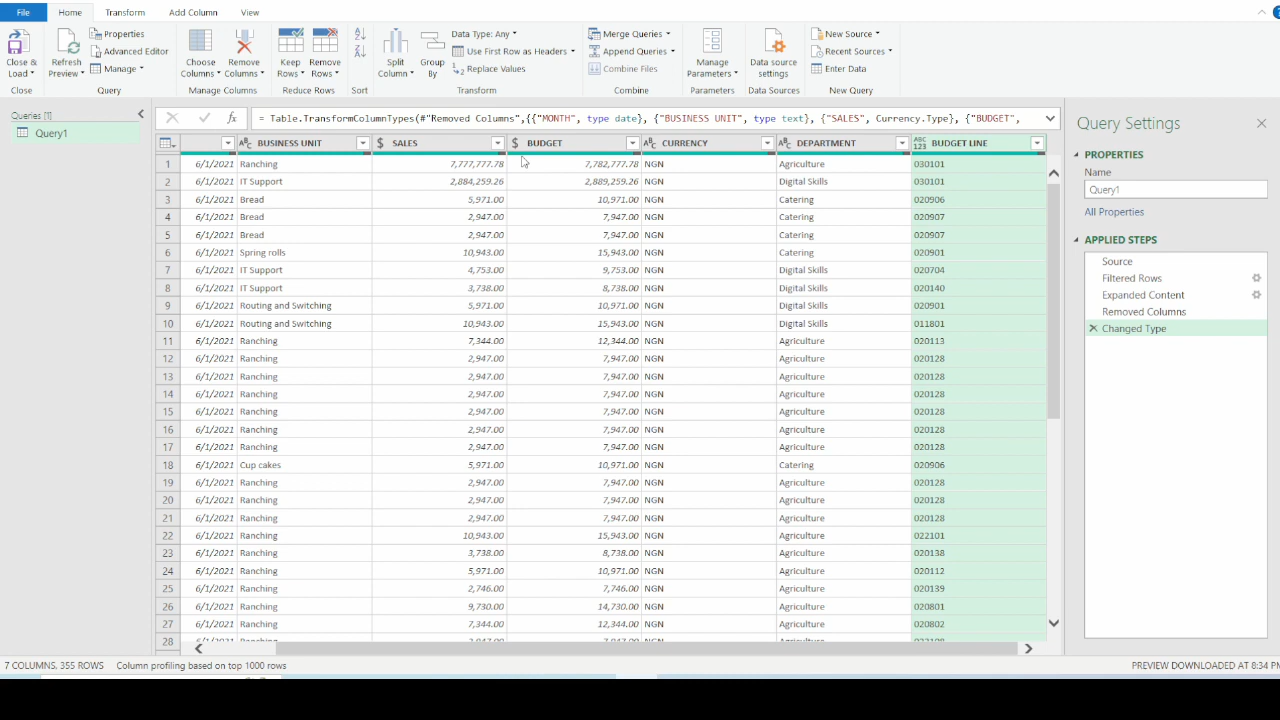 File Home Transform Add Column View
Close & Load Refresh Preview Properties Advanced Editor Manage Choose Columns Remove Columns Keep Rows Remove Rows Split Column Group By Data Type: Any Use First Row as Headers Replace Values Merge Queries Append Queries Combine Files Manage Parameters Data source settings New Source Recent Sources Enter Data
Close Query Manage Columns Reduce Rows Sort Transform Combine Parameters Data Sources New Query
Queries [1]
Query1
= Table.TransformColumnTypes(#"Removed Columns",{{"MONTH", type date}, {"BUSINESS UNIT", type text}, {"SALES", Currency.Type}, {"BUDGET",
BUSINESS UNIT SALES BUDGET CURRENCY DEPARTMENT BUDGET LINE
1 6/1/2021 Ranching 7,777,777.78 7,782,777.78 NGN Agriculture 030101
2 6/1/2021 IT Support 2,884,259.26 2,889,259.26 NGN Digital Skills 030101
3 6/1/2021 Bread 5,971.00 10,971.00 NGN Catering 020906
4 6/1/2021 Bread 2,947.00 7,947.00 NGN Catering 020907
5 6/1/2021 Bread 2,947.00 7,947.00 NGN Catering 020907
6 6/1/2021 Spring rolls 10,943.00 15,943.00 NGN Catering 020901
7 6/1/2021 IT Support 4,753.00 9,753.00 NGN Digital Skills 020704
8 6/1/2021 IT Support 3,738.00 8,738.00 NGN Digital Skills 020140
9 6/1/2021 Routing and Switching 5,971.00 10,971.00 NGN Digital Skills 020901
10 6/1/2021 Routing and Switching 10,943.00 15,943.00 NGN Digital Skills 011801
11 6/1/2021 Ranching 7,344.00 12,344.00 NGN Agriculture 020113
12 6/1/2021 Ranching 2,947.00 7,947.00 NGN Agriculture 020128
13 6/1/2021 Ranching 2,947.00 7,947.00 NGN Agriculture 020128
14 6/1/2021 Ranching 2,947.00 7,947.00 NGN Agriculture 020128
15 6/1/2021 Ranching 2,947.00 7,947.00 NGN Agriculture 020128
16 6/1/2021 Ranching 2,947.00 7,947.00 NGN Agriculture 020128
17 6/1/2021 Ranching 2,947.00 7,947.00 NGN Agriculture 020128
18 6/1/2021 Cup cakes 5,971.00 10,971.00 NGN Catering 020906
19 6/1/2021 Ranching 2,947.00 7,947.00 NGN Agriculture 020128
20 6/1/2021 Ranching 2,947.00 7,947.00 NGN Agriculture 020128
21 6/1/2021 Ranching 2,947.00 7,947.00 NGN Agriculture 020128
22 6/1/2021 Ranching 10,943.00 15,943.00 NGN Agriculture 022101
23 6/1/2021 Ranching 3,738.00 8,738.00 NGN Agriculture 020138
24 6/1/2021 Ranching 5,971.00 10,971.00 NGN Agriculture 020112
25 6/1/2021 Ranching 2,746.00 7,746.00 NGN Agriculture 020139
26 6/1/2021 Ranching 9,730.00 14,730.00 NGN Agriculture 020801
27 6/1/2021 Ranching 7,344.00 12,344.00 NGN Agriculture 020802
28
Query Settings
PROPERTIES
Name
Query1
All Properties
APPLIED STEPS
Source
Filtered Rows
Expanded Content
Removed Columns
Changed Type
7 COLUMNS, 355 ROWS Column profiling based on top 1000 rows PREVIEW DOWNLOADED AT 8:34 P